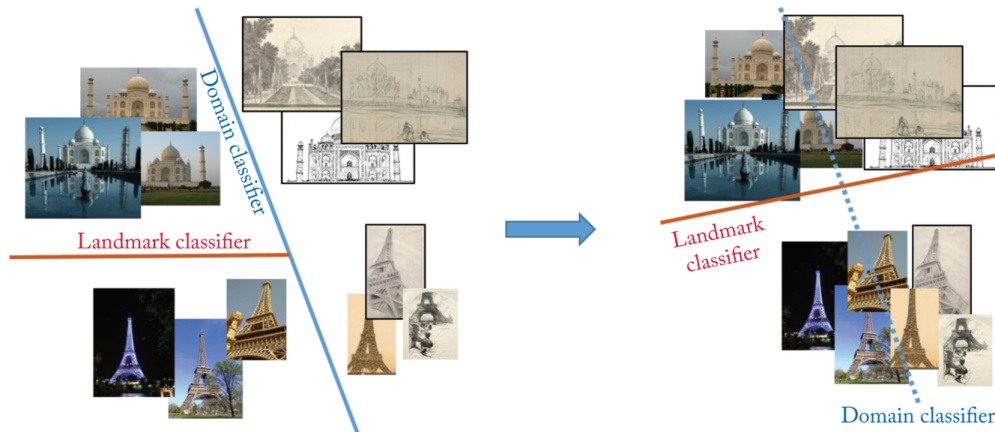 Domain classifier
Landmark classifier
Landmark
classifier
Domain classifier